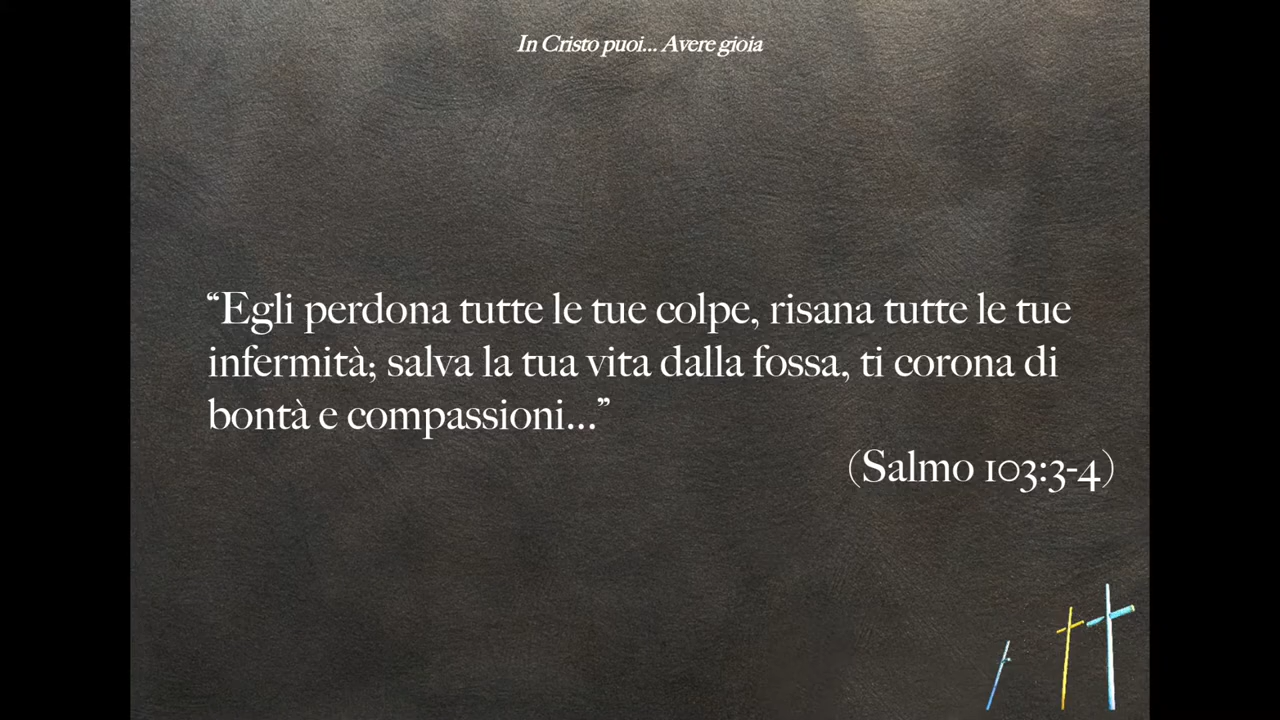 In Cristo puoi... Avere gioia
“Egli perdona tutte le tue colpe, risana tutte le tue
infermità; salva la tua vita dalla fossa, ti corona di
bontà e compassioni...”
(Salmo 103:3-4)